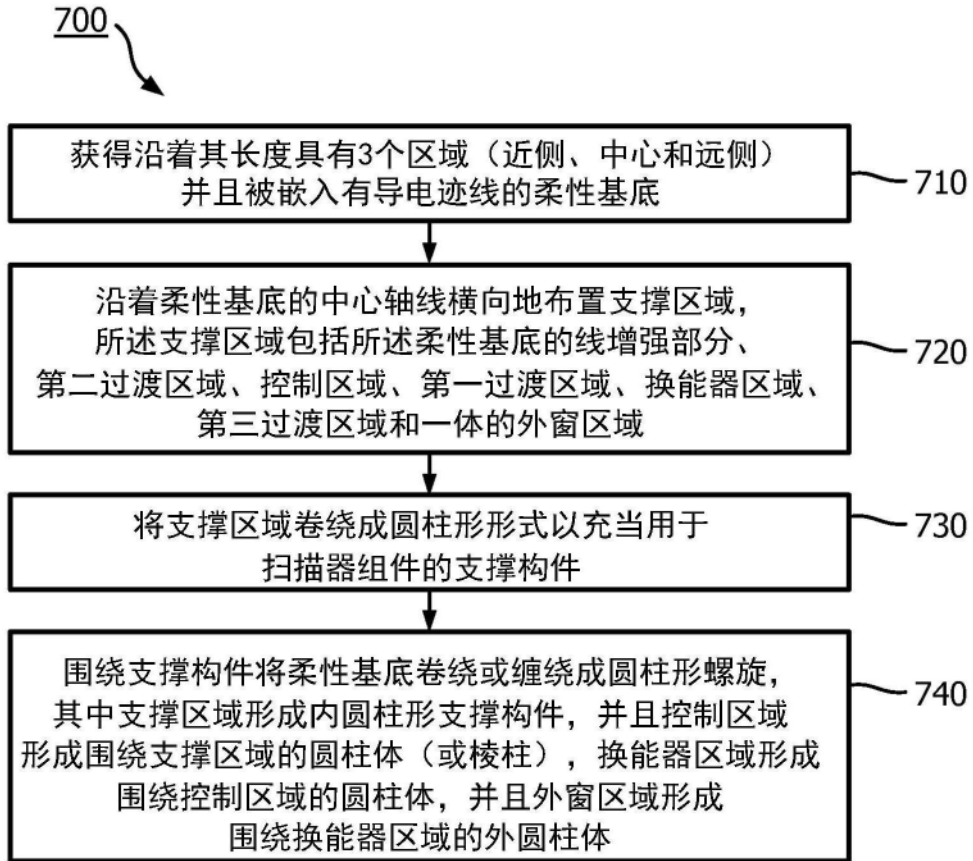 700
获得沿着其长度具有3个区域（近侧、中心和远侧）
并且被嵌入有导电迹线的柔性基底
710
沿着柔性基底的中心轴线横向地布置支撑区域，
所述支撑区域包括所述柔性基底的线增强部分、
第二过渡区域、控制区域、第一过渡区域、换能器区域、
第三过渡区域和一体的外窗区域
720
将支撑区域卷绕成圆柱形形式以充当用于
扫描器组件的支撑构件
730
围绕支撑构件将柔性基底卷绕或缠绕成圆柱形螺旋，
其中支撑区域形成内圆柱形支撑构件，并且控制区域
形成围绕支撑区域的圆柱体（或棱柱），换能器区域形成
围绕控制区域的圆柱体，并且外窗区域形成
围绕换能器区域的外圆柱体
740